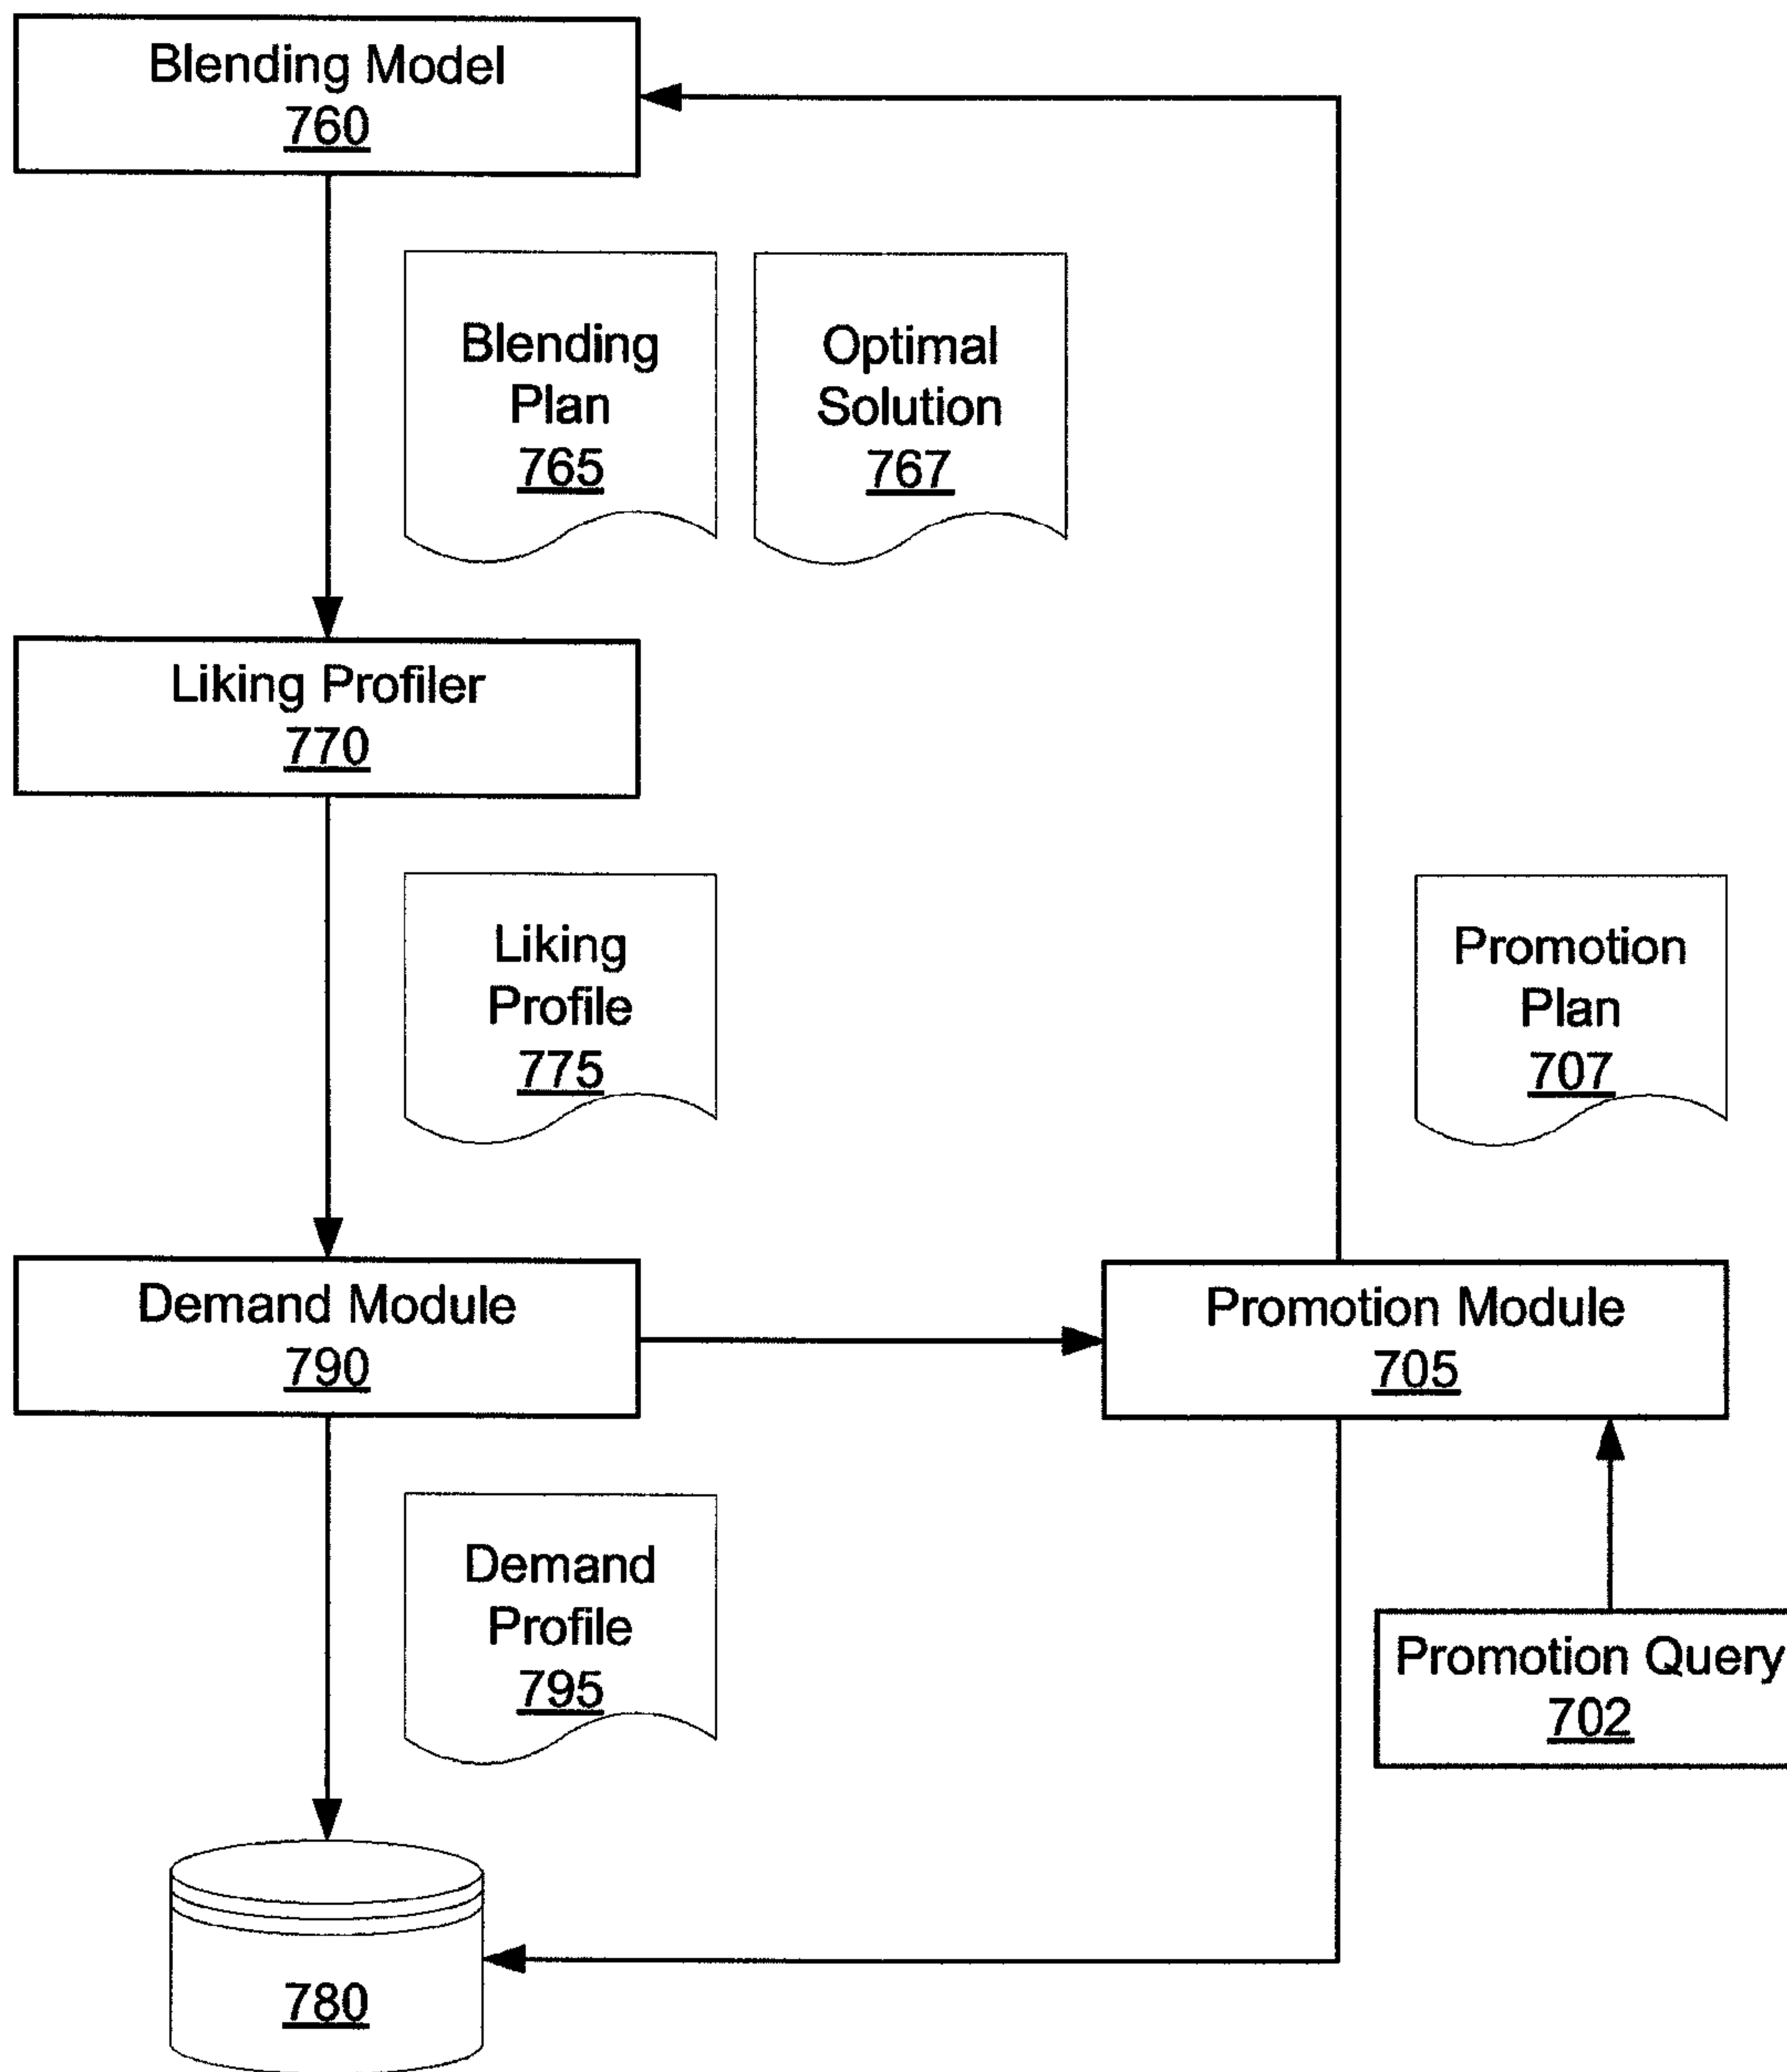 Blending Model
760
Blending
Plan
765
Optimal
Solution
767
Liking Profiler
770
Liking
Profile
775
Promotion
Plan
707
Demand Module
790
Promotion Module
705
Demand
Profile
795
Promotion Query
702
780